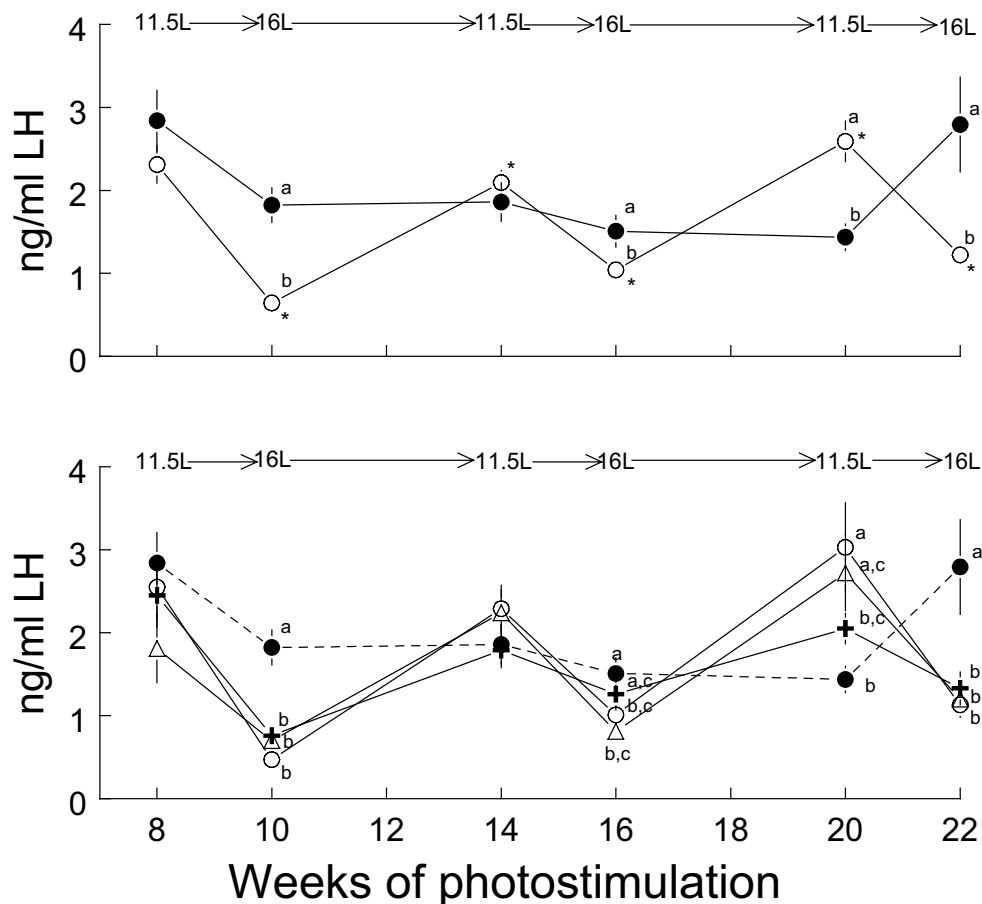 11.5L 16L 11.5L 16L 11.5L 16L
4
3
2
1
0
ng/ml LH
a
b
*
*
a
b
*
a
*
b
a
b
*
11.5L 16L 11.5L 16L 11.5L 16L
4
3
2
1
0
ng/ml LH
a
b
b
b
a
a,c
b,c
b,c
a
a,c
b,c
b
a
b
b
b
8 10 12 14 16 18 20 22
Weeks of photostimulation